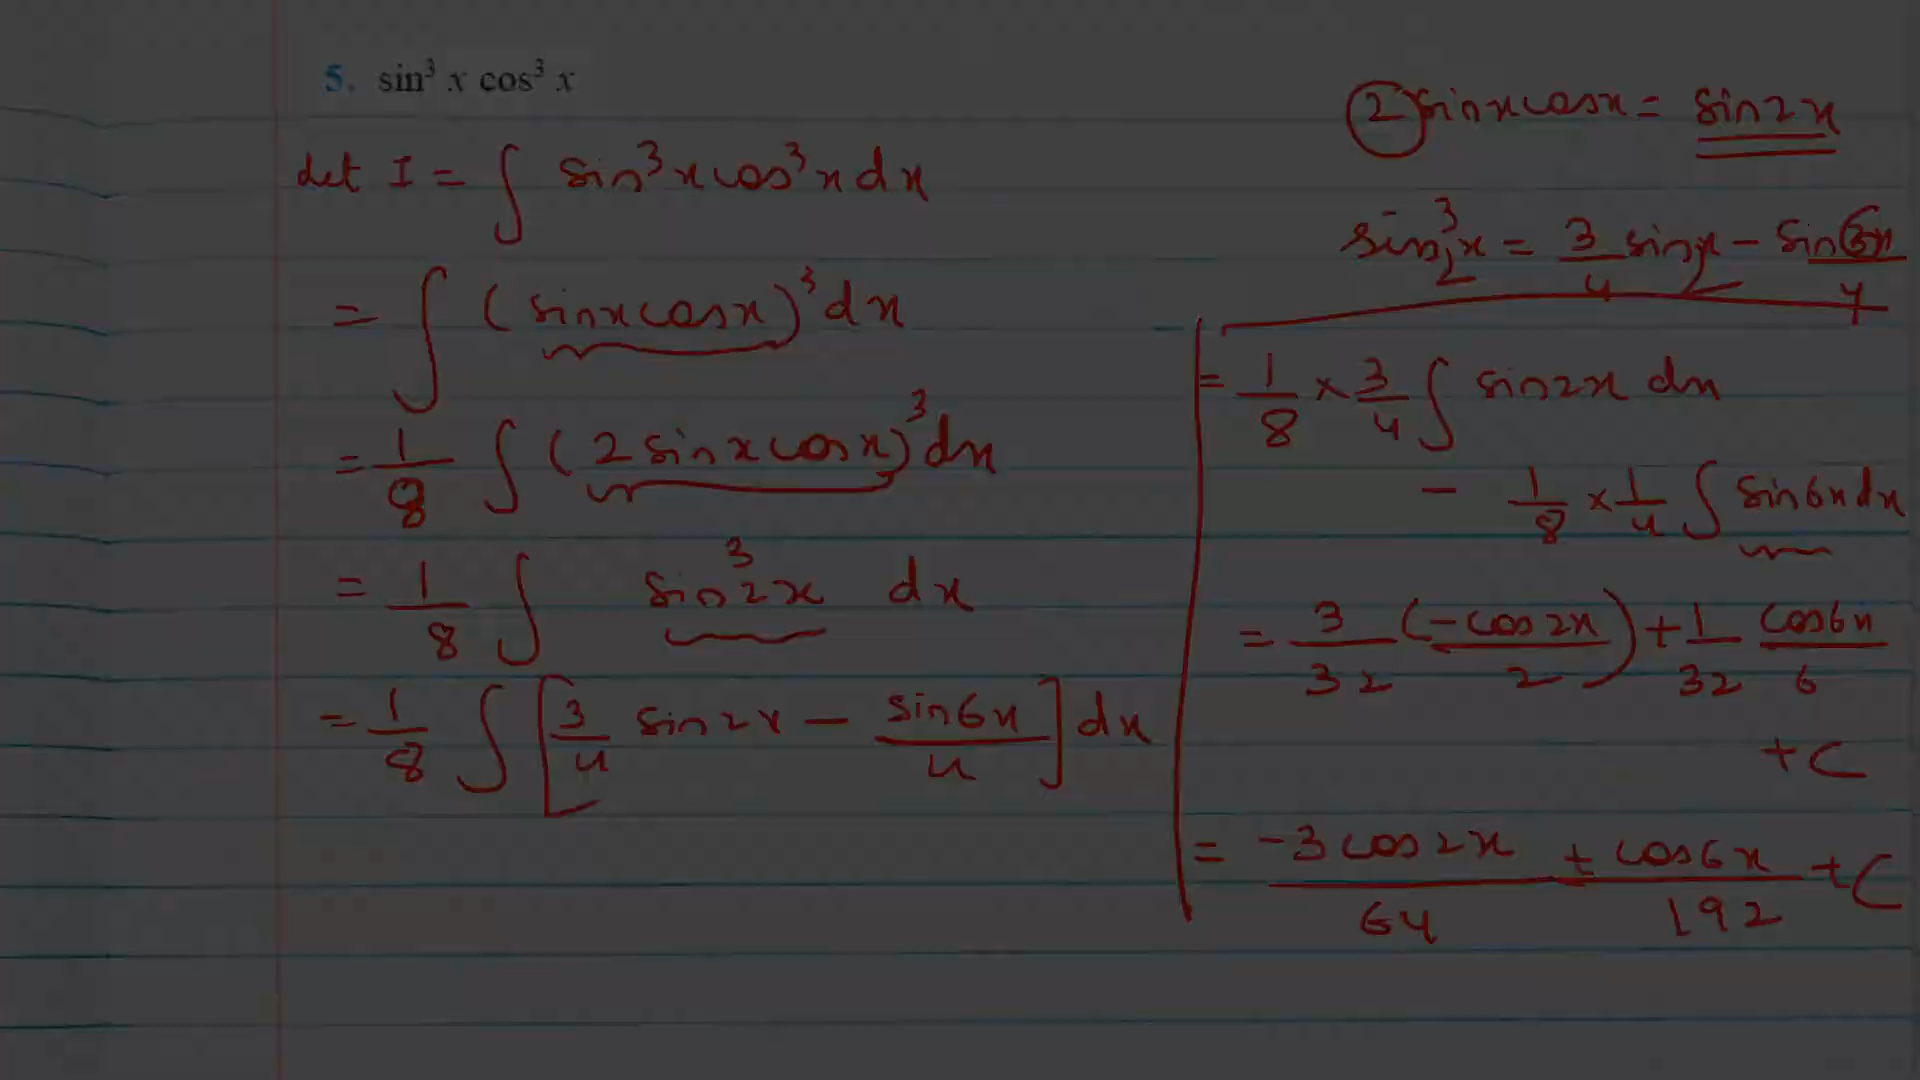 5. sin³ x cos³ x
Let I = ∫ sin³x cos³x dx
= ∫ (sinx cosx)³ dx
= 1/8 ∫ (2 sinx cosx)³ dx
= 1/8 ∫ sin³2x dx
= 1/8 ∫ [3/4 sin2x − sin6x/4] dx
2 sinx cosx = sin2x
sin³2x = 3/4 sin2x − sin6x/4
= 1/8 × 3/4 ∫ sin2x dx
− 1/8 × 1/4 ∫ sin6x dx
= 3/32 (−cos2x/2) + 1/32 cos6x/6
+ C
= −3cos2x/64 + cos6x/192 + C